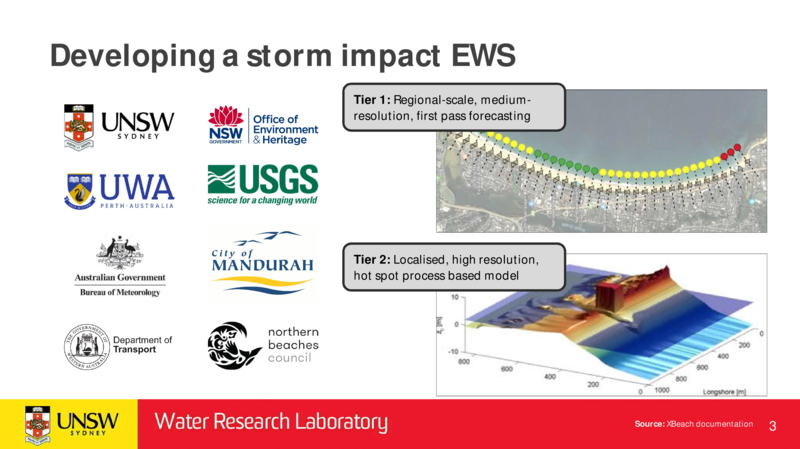 Developing a storm impact EWS
UNSW
SYDNEY
NSW
GOVERNMENT
Office of
Environment
& Heritage
UWA
PERTH · AUSTRALIA
USGS
science for a changing world
Australian Government
Bureau of Meteorology
City of
MANDURAH
THE GOVERNMENT OF
WESTERN AUSTRALIA
Department of
Transport
northern
beaches
council
Tier 1: Regional-scale, medium-
resolution, first pass forecasting
Tier 2: Localised, high resolution,
hot spot process based model
10
0
-10
[m]
800
600
400
200
0
1000
800
600
400
200
0
Longshore [m]
UNSW
SYDNEY
Water Research Laboratory
Source: XBeach documentation
3